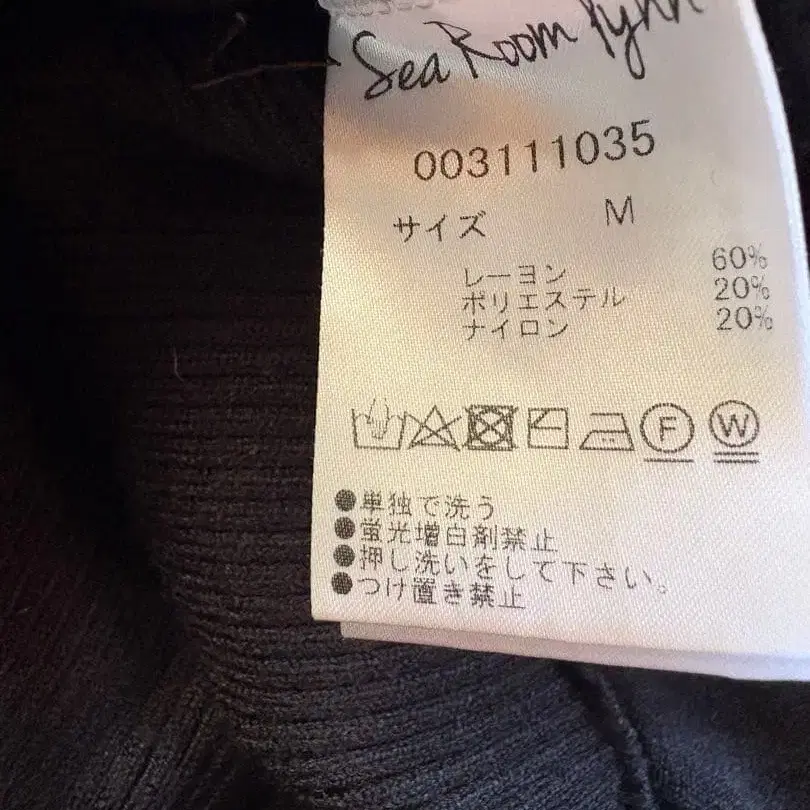 Sea Room lynn
003111035
サイズ M
レーヨン 60%
ポリエステル 20%
ナイロン 20%
F W
●単独で洗う
●蛍光増白剤禁止
●押し洗いをして下さい。
●つけ置き禁止